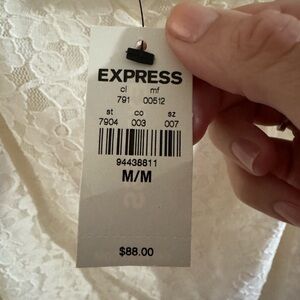 EXPRESS
cl mf
791 00512
st co sz
7904 003 007
94438811
M/M
$88.00